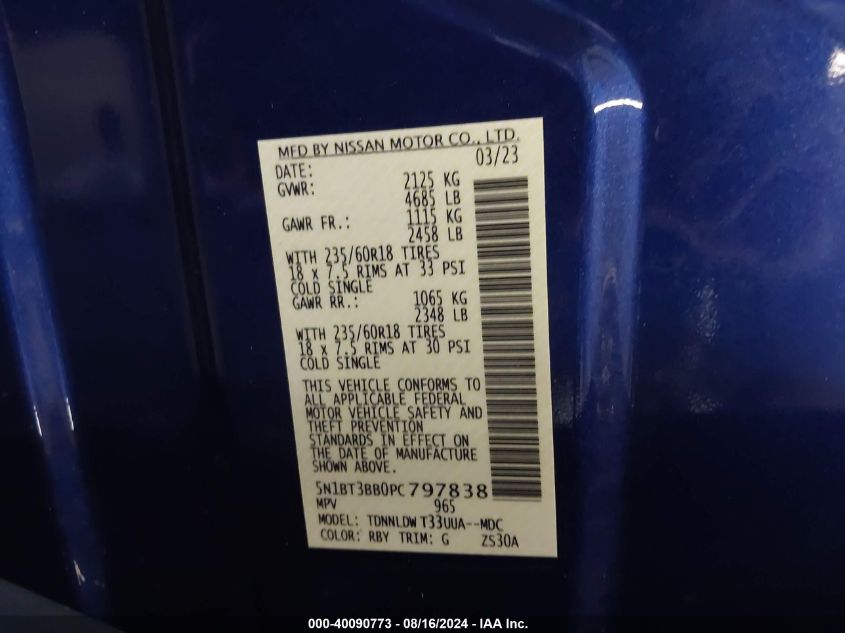 MFD BY NISSAN MOTOR CO., LTD.
DATE: 03/23
GVWR: 2125 KG
4685 LB
GAWR FR.: 1115 KG
2458 LB
WITH 235/60R18 TIRES
18 x 7.5 RIMS AT 33 PSI
COLD SINGLE
GAWR RR.: 1065 KG
2348 LB
WITH 235/60R18 TIRES
18 x 7.5 RIMS AT 30 PSI
COLD SINGLE
THIS VEHICLE CONFORMS TO
ALL APPLICABLE FEDERAL
MOTOR VEHICLE SAFETY AND
THEFT PREVENTION
STANDARDS IN EFFECT ON
THE DATE OF MANUFACTURE
SHOWN ABOVE.
5N1BT3BB0PC797838
MPV 965
MODEL: TDNNLDW T33UUA--MDC
COLOR: RBY TRIM: G ZS30A
000-40090773 - 08/16/2024 - IAA Inc.